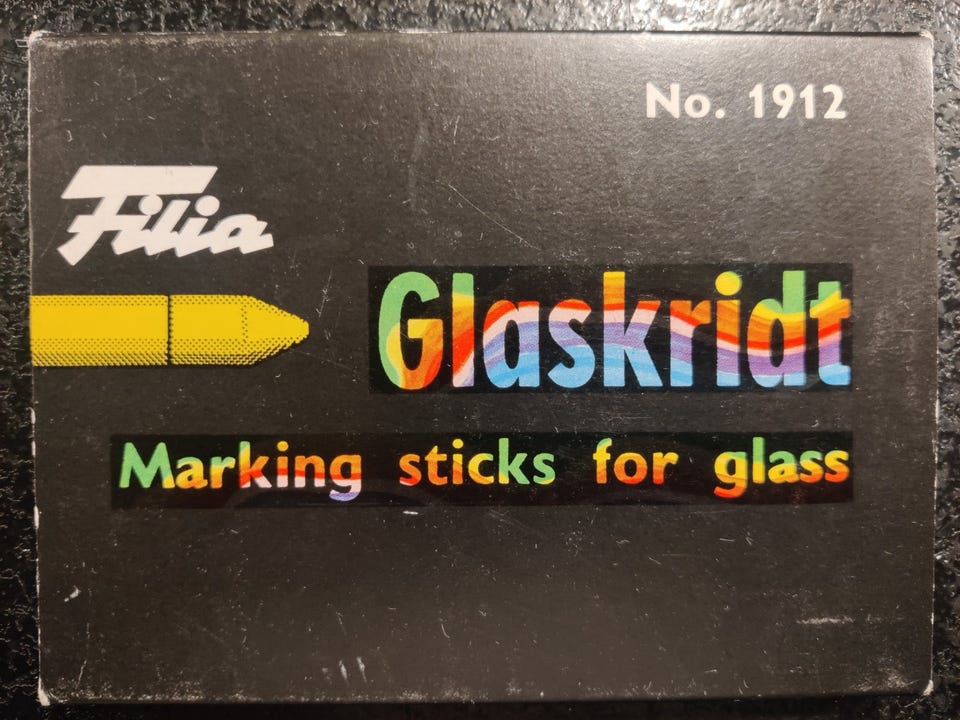 No. 1912
Filia
Glaskridt
Marking sticks for glass